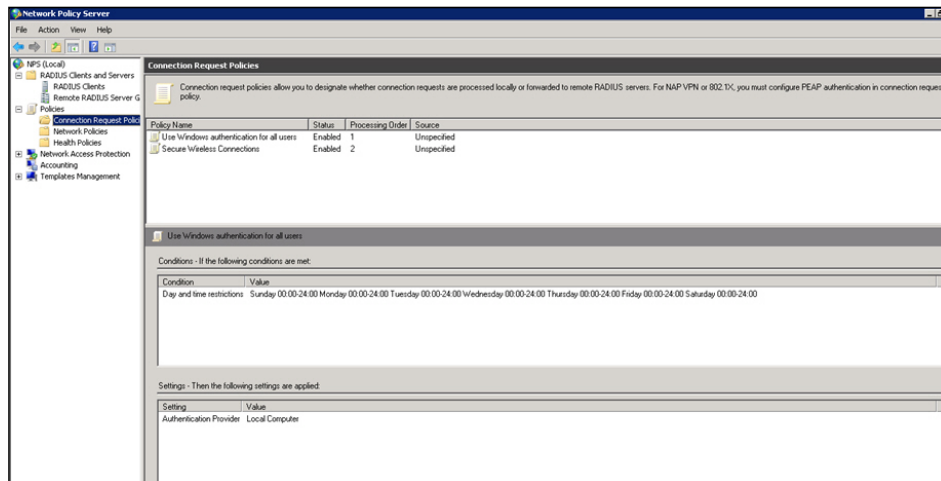 Network Policy Server
File Action View Help
NPS (Local)
RADIUS Clients and Servers
RADIUS Clients
Remote RADIUS Server G
Policies
Connection Request Polic
Network Policies
Health Policies
Network Access Protection
Accounting
Templates Management
Connection Request Policies
Connection request policies allow you to designate whether connection requests are processed locally or forwarded to remote RADIUS servers. For NAP VPN or 802.1X, you must configure PEAP authentication in connection reques
policy.
Policy Name Status Processing Order Source
Use Windows authentication for all users Enabled 1 Unspecified
Secure Wireless Connections Enabled 2 Unspecified
Use Windows authentication for all users
Conditions - If the following conditions are met:
Condition Value
Day and time restrictions Sunday 00:00-24:00 Monday 00:00-24:00 Tuesday 00:00-24:00 Wednesday 00:00-24:00 Thursday 00:00-24:00 Friday 00:00-24:00 Saturday 00:00-24:00
Settings - Then the following settings are applied:
Setting Value
Authentication Provider Local Computer